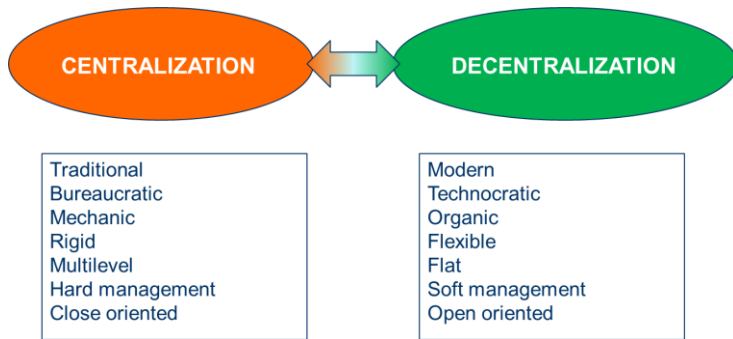 CENTRALIZATION
DECENTRALIZATION
Traditional
Bureaucratic
Mechanic
Rigid
Multilevel
Hard management
Close oriented
Modern
Technocratic
Organic
Flexible
Flat
Soft management
Open oriented